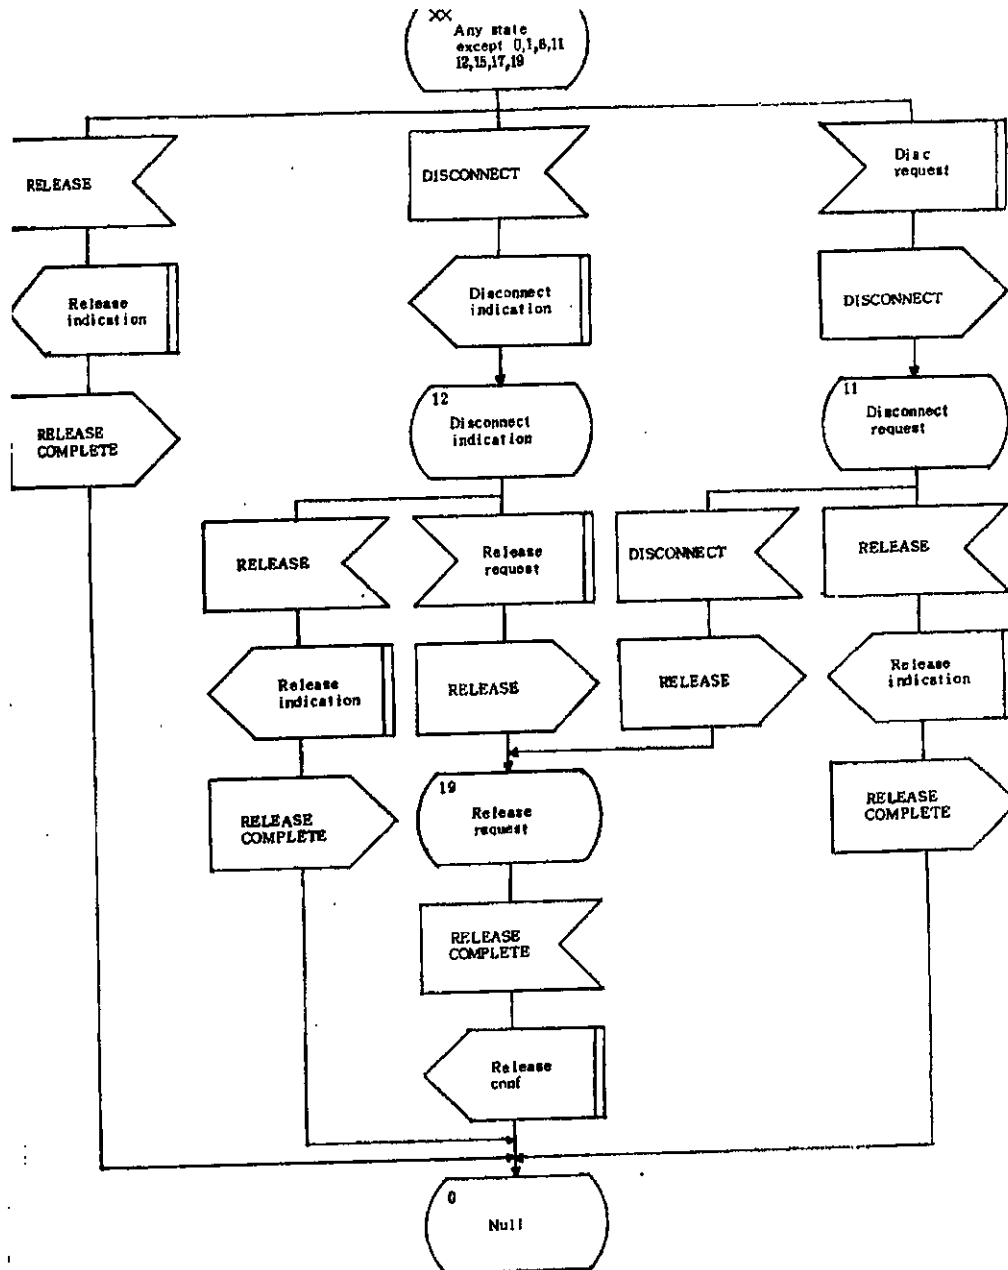 XX
Any state
except 0,1,6,11
12,15,17,19
RELEASE
DISCONNECT
Disc
request
Release
indication
Disconnect
indication
DISCONNECT
RELEASE
COMPLETE
12
Disconnect
indication
11
Disconnect
request
RELEASE
Release
request
DISCONNECT
RELEASE
Release
indication
RELEASE
RELEASE
Release
indication
RELEASE
COMPLETE
19
Release
request
RELEASE
COMPLETE
RELEASE
COMPLETE
Release
conf
0
Null